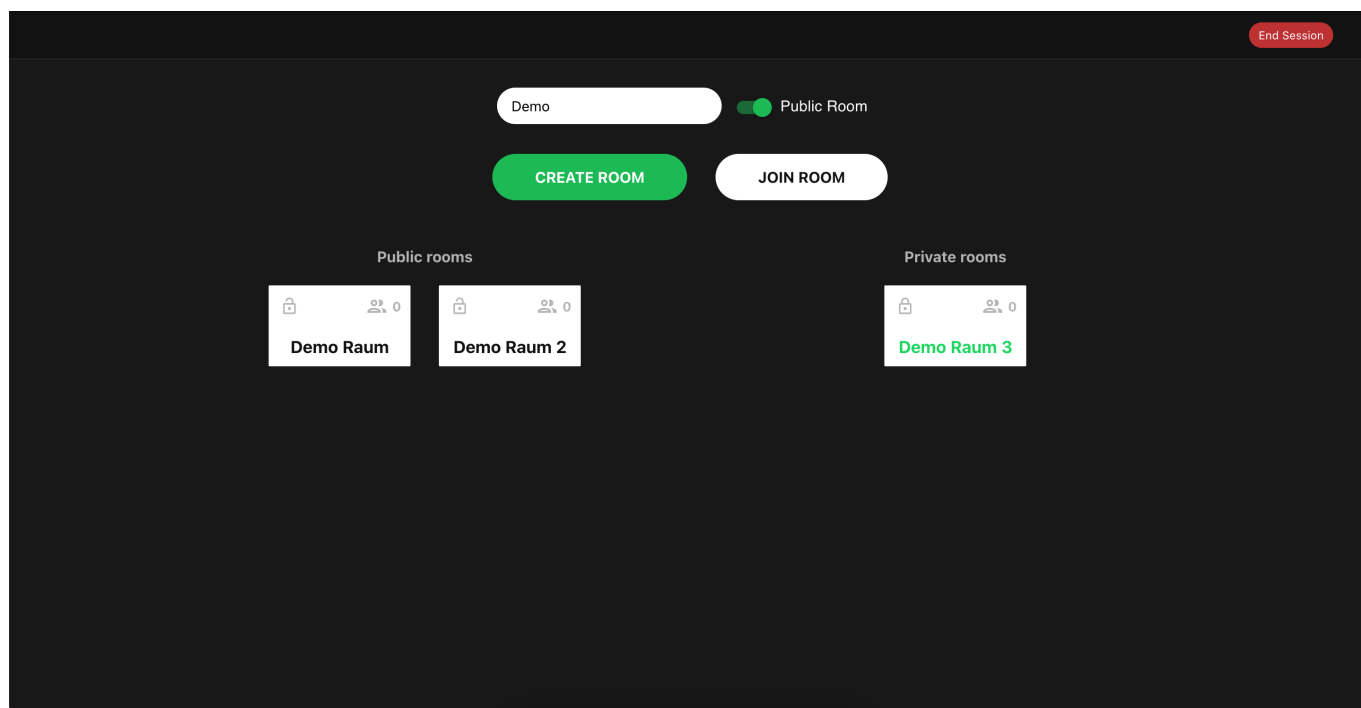 End Session
Demo
Public Room
CREATE ROOM
JOIN ROOM
Public rooms
0
Demo Raum
0
Demo Raum 2
Private rooms
0
Demo Raum 3